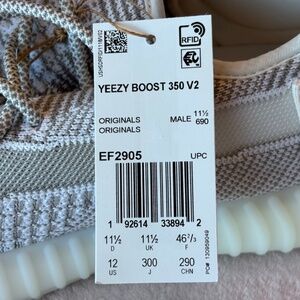 RFID
YEEZY BOOST 350 V2
ORIGINALS
ORIGINALS
MALE
11½
690
EF2905
UPC
1 92614 33894 2
11½ 11½ 46⅔
D UK F
12 300 290
US J CHN